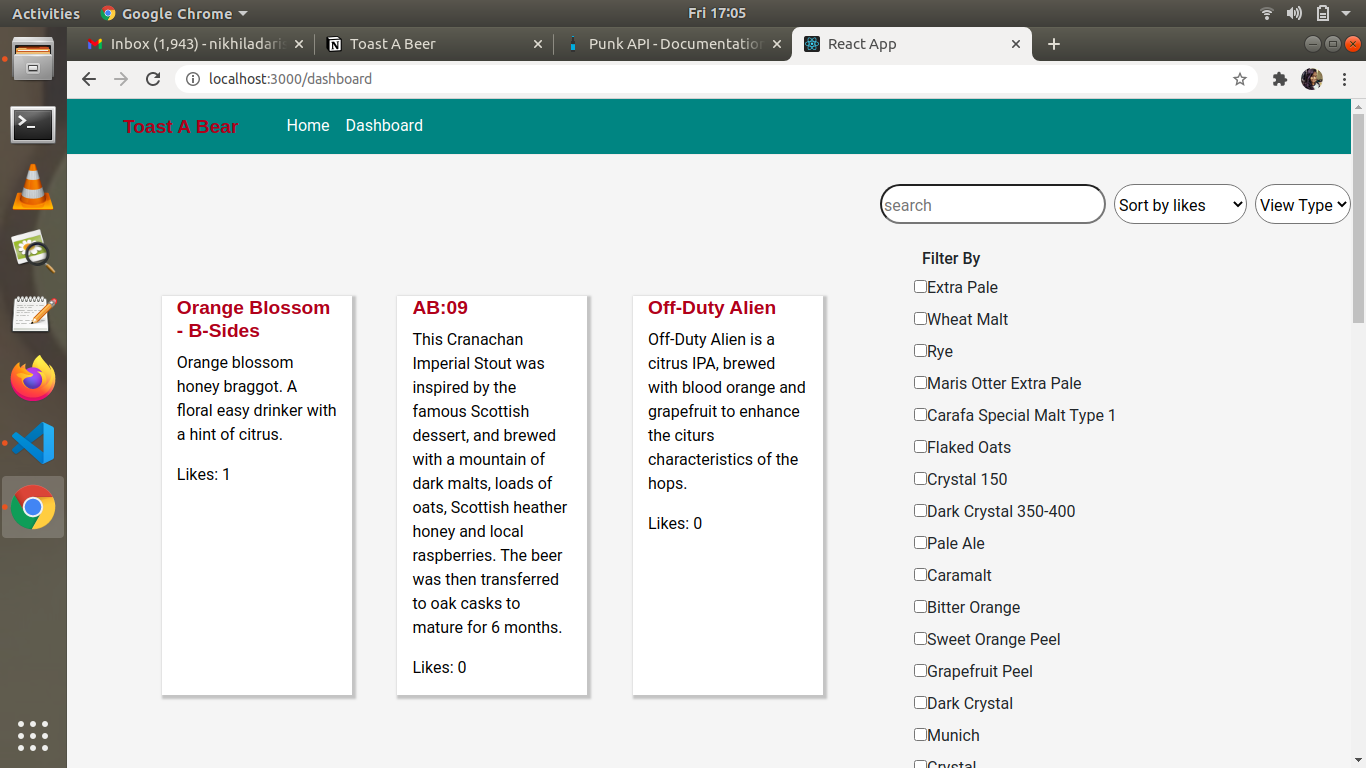 Activities
Google Chrome
Fri 17:05
Inbox (1,943) - nikhiladaris
Toast A Beer
Punk API - Documentation
React App
localhost:3000/dashboard
Toast A Bear
Home
Dashboard
search
Sort by likes
View Type
Orange Blossom
- B-Sides
Orange blossom
honey braggot. A
floral easy drinker with
a hint of citrus.
Likes: 1
AB:09
This Cranachan
Imperial Stout was
inspired by the
famous Scottish
dessert, and brewed
with a mountain of
dark malts, loads of
oats, Scottish heather
honey and local
raspberries. The beer
was then transferred
to oak casks to
mature for 6 months.
Likes: 0
Off-Duty Alien
Off-Duty Alien is a
citrus IPA, brewed
with blood orange and
grapefruit to enhance
the citurs
characteristics of the
hops.
Likes: 0
Filter By
Extra Pale
Wheat Malt
Rye
Maris Otter Extra Pale
Carafa Special Malt Type 1
Flaked Oats
Crystal 150
Dark Crystal 350-400
Pale Ale
Caramalt
Bitter Orange
Sweet Orange Peel
Grapefruit Peel
Dark Crystal
Munich
Crystal